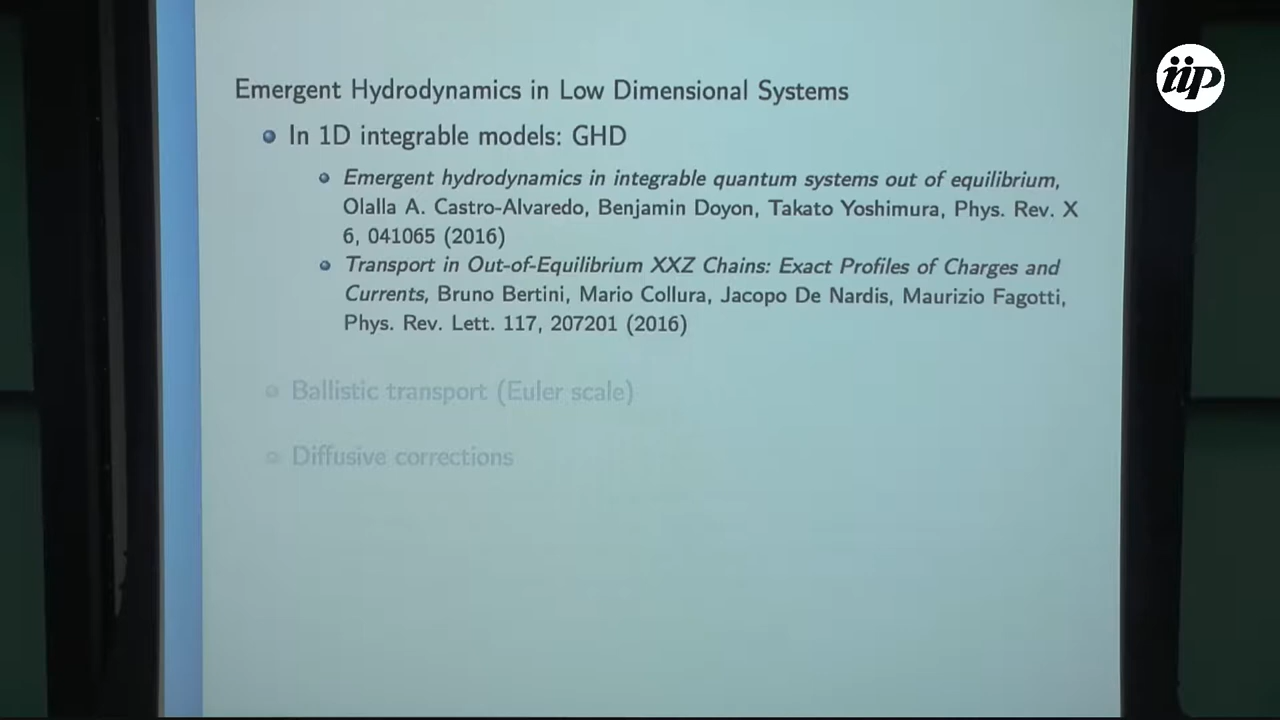 iip
Emergent Hydrodynamics in Low Dimensional Systems
In 1D integrable models: GHD
Emergent hydrodynamics in integrable quantum systems out of equilibrium,
Olalla A. Castro-Alvaredo, Benjamin Doyon, Takato Yoshimura, Phys. Rev. X
6, 041065 (2016)
Transport in Out-of-Equilibrium XXZ Chains: Exact Profiles of Charges and
Currents, Bruno Bertini, Mario Collura, Jacopo De Nardis, Maurizio Fagotti,
Phys. Rev. Lett. 117, 207201 (2016)
Ballistic transport (Euler scale)
Diffusive corrections